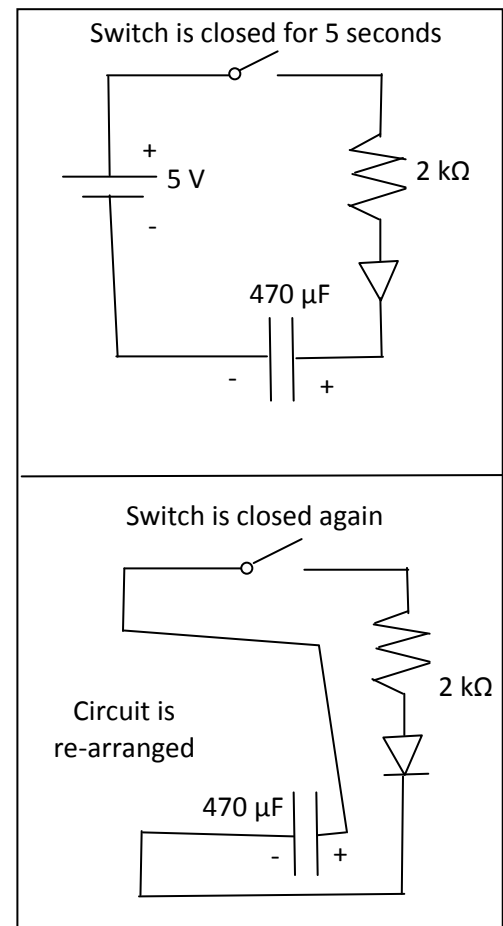 Switch is closed for 5 seconds
+
5 V
-
2 kΩ
470 µF
- +
Switch is closed again
2 kΩ
Circuit is
re-arranged
470 µF
- +